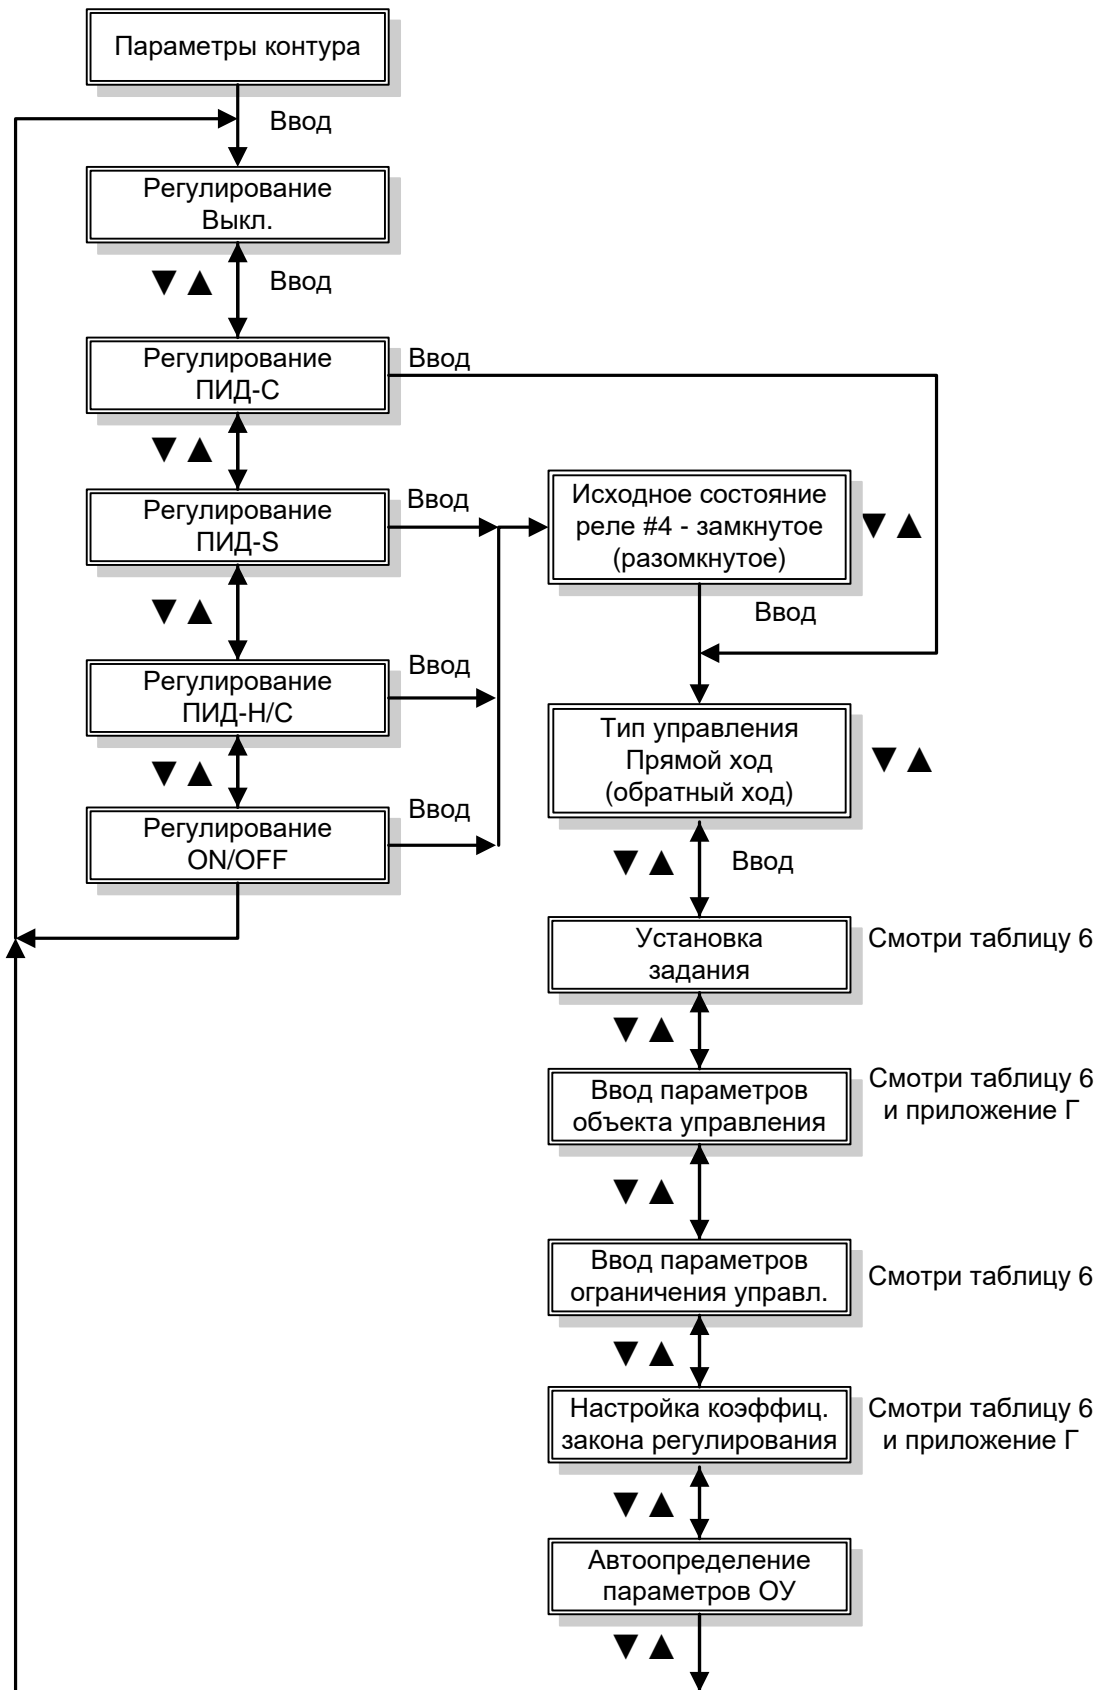 Параметры контура
Ввод
Регулирование
Выкл.
▼ ▲ Ввод
Регулирование
ПИД-С
Ввод
▼ ▲
Регулирование
ПИД-S
Ввод
Исходное состояние
реле #4 - замкнутое
(разомкнутое)
▼ ▲
Ввод
▼ ▲
Регулирование
ПИД-Н/С
Ввод
Тип управления
Прямой ход
(обратный ход)
▼ ▲
▼ ▲
Регулирование
ON/OFF
Ввод
▼ ▲ Ввод
Установка
задания
Смотри таблицу 6
▼ ▲
Ввод параметров
объекта управления
Смотри таблицу 6
и приложение Г
▼ ▲
Ввод параметров
ограничения управл.
Смотри таблицу 6
▼ ▲
Настройка коэффиц.
закона регулирования
Смотри таблицу 6
и приложение Г
▼ ▲
Автоопределение
параметров ОУ
▼ ▲